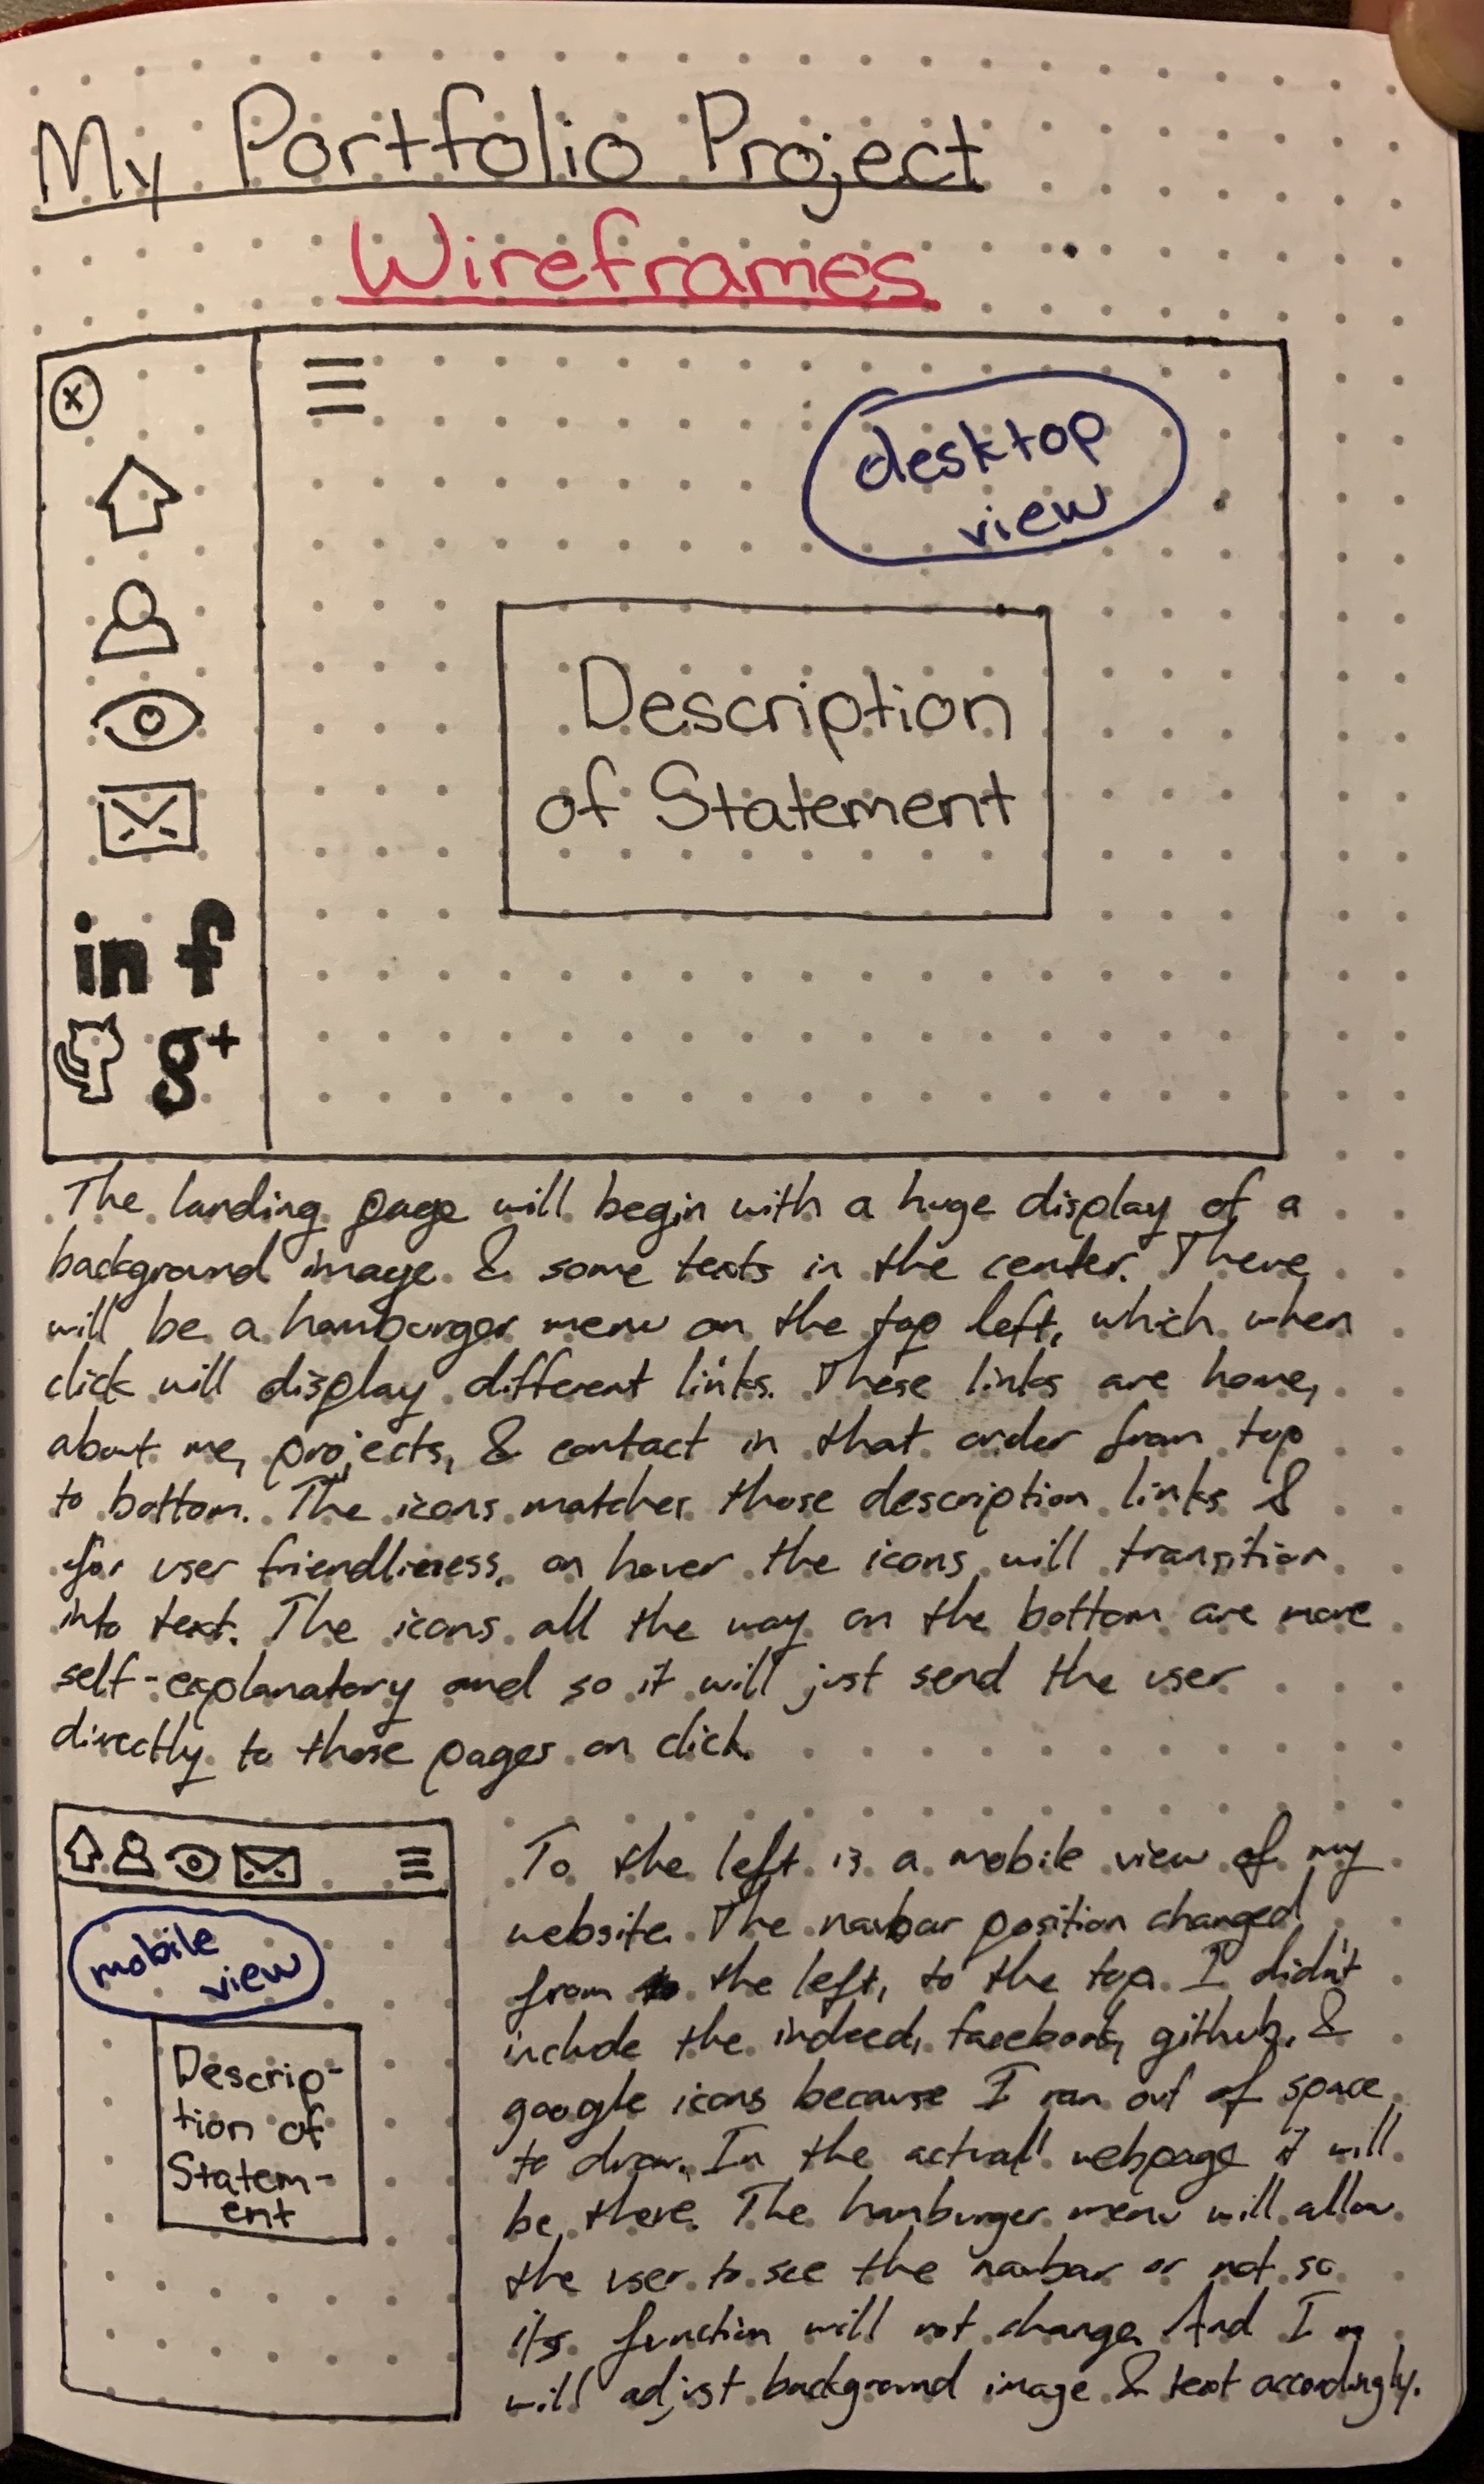 My Portfolio Project
Wireframes
desktop
view
Description
of Statement
in f
g+
The landing page will begin with a huge display of a
background image & some texts in the center. There
will be a hamburger menu on the top left, which when
click will display different links. These links are home,
about me, projects, & contact in that order from top
to bottom. The icons matches those description links &
for user friendliness, on hover the icons will transition
into text. The icons all the way on the bottom are more
self-explanatory and so it will just send the user
directly to those pages on click.
mobile
view
Descrip-
tion of
Statem-
ent
To the left is a mobile view of my
website. The navbar position changed
from the left, to the top. I didn't
include the indeed, facebook, github, &
google icons because I ran out of space
to draw. In the actual webpage it will
be there. The hamburger menu will allow
the user to see the navbar or not so
its function will not change. And I
will adjust background image & text accordingly.